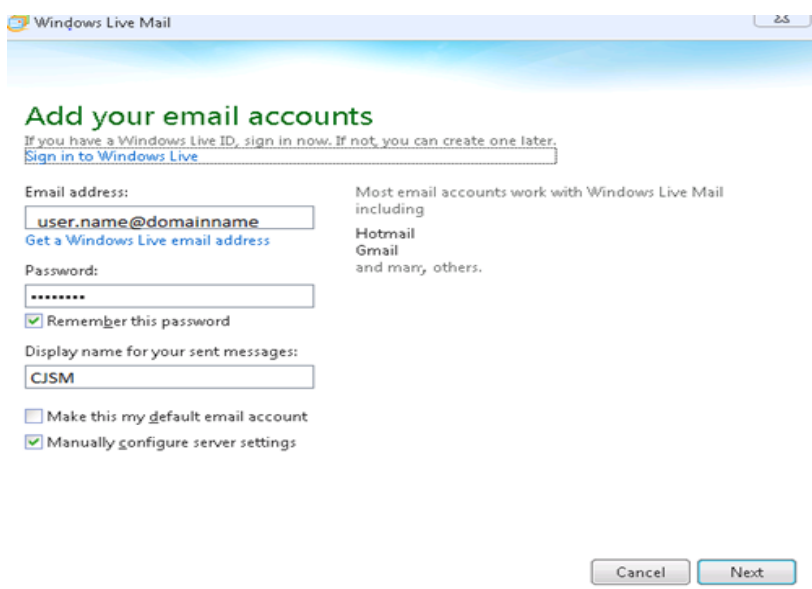 Windows Live Mail
Add your email accounts
If you have a Windows Live ID, sign in now. If not, you can create one later.
Sign in to Windows Live
Email address:
user.name@domainname
Get a Windows Live email address
Password:
••••••••
Remember this password
Display name for your sent messages:
CJSM
Make this my default email account
Manually configure server settings
Most email accounts work with Windows Live Mail
including
Hotmail
Gmail
and many, others.
Cancel
Next